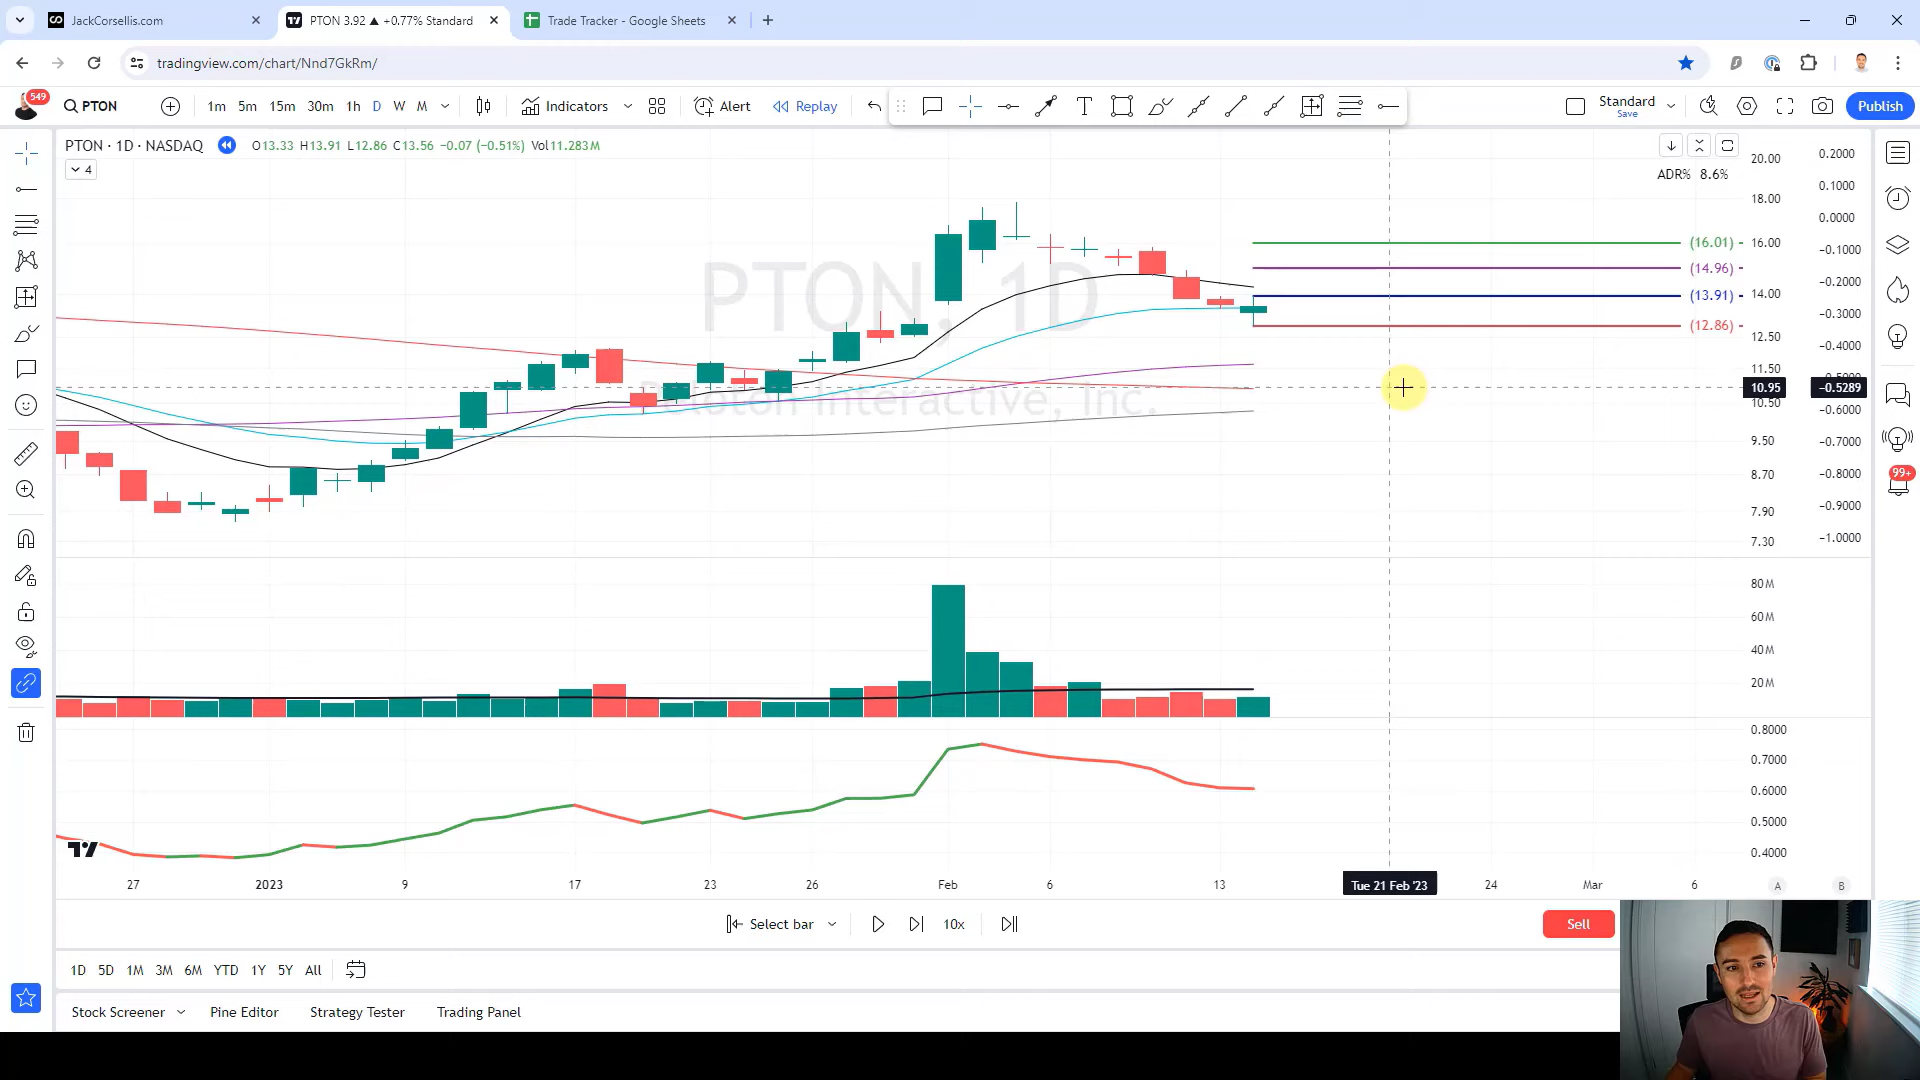 JackCorsellis.com
PTON 3.92 ▲ +0.77% Standard
Trade Tracker - Google Sheets
tradingview.com/chart/Nnd7GkRm/
549
PTON
1m 5m 15m 30m 1h D W M
Indicators
Alert
Replay
Standard
Save
Publish
PTON · 1D · NASDAQ
O13.33 H13.91 L12.86 C13.56 −0.07 (−0.51%) Vol11.283M
4
ADR% 8.6%
PTON, 1D
Peloton Interactive, Inc.
(16.01)
(14.96)
(13.91)
(12.86)
20.00
18.00
16.00
14.00
12.50
11.50
10.95
10.50
9.50
8.70
7.90
7.30
0.2000
0.1000
0.0000
−0.1000
−0.2000
−0.3000
−0.4000
−0.5289
−0.6000
−0.7000
−0.8000
−0.9000
−1.0000
99+
80M
60M
40M
20M
0.8000
0.7000
0.6000
0.5000
0.4000
27 2023 9 17 23 26 Feb 6 13 Tue 21 Feb '23 24 Mar 6 A B
Select bar
10x
Sell
1D 5D 1M 3M 6M YTD 1Y 5Y All
Stock Screener Pine Editor Strategy Tester Trading Panel